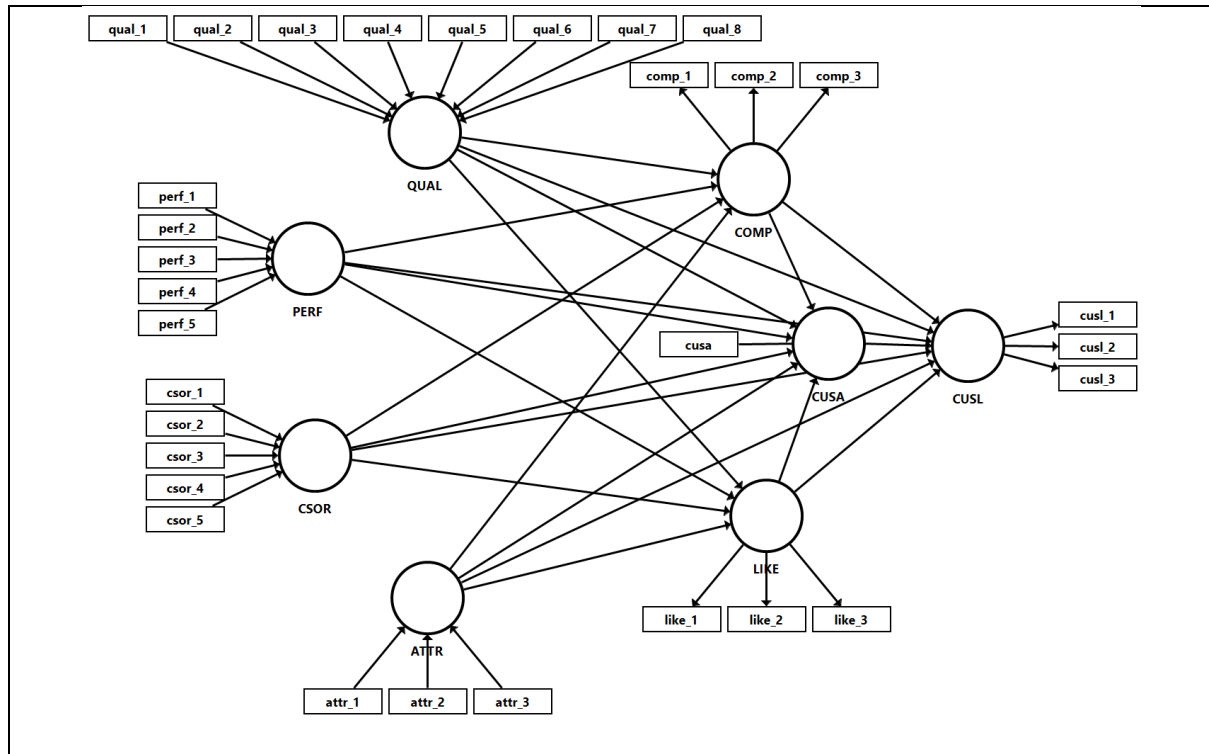 qual_1 qual_2 qual_3 qual_4 qual_5 qual_6 qual_7 qual_8
comp_1 comp_2 comp_3
QUAL
perf_1
perf_2
perf_3
perf_4
perf_5
PERF
COMP
cusa
CUSA
cusl_1
cusl_2
cusl_3
CUSL
csor_1
csor_2
csor_3
csor_4
csor_5
CSOR
LIKE
like_1 like_2 like_3
ATTR
attr_1 attr_2 attr_3